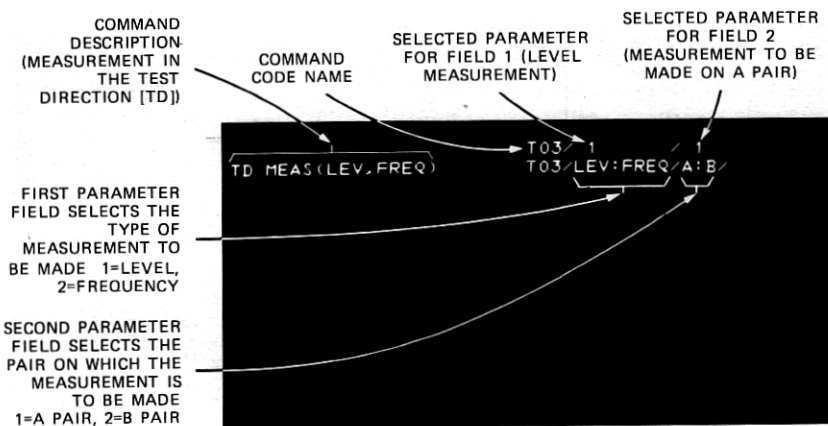 COMMAND
DESCRIPTION
(MEASUREMENT IN
THE TEST
DIRECTION [TD])
COMMAND
CODE NAME
SELECTED PARAMETER
FOR FIELD 1 (LEVEL
MEASUREMENT)
SELECTED PARAMETER
FOR FIELD 2
(MEASUREMENT TO BE
MADE ON A PAIR)
T03/ 1 / 1
TD MEAS(LEV,FREQ) T03/LEV:FREQ/A:B/
FIRST PARAMETER
FIELD SELECTS THE
TYPE OF
MEASUREMENT TO
BE MADE 1=LEVEL,
2=FREQUENCY
SECOND PARAMETER
FIELD SELECTS THE
PAIR ON WHICH THE
MEASUREMENT IS
TO BE MADE
1=A PAIR, 2=B PAIR